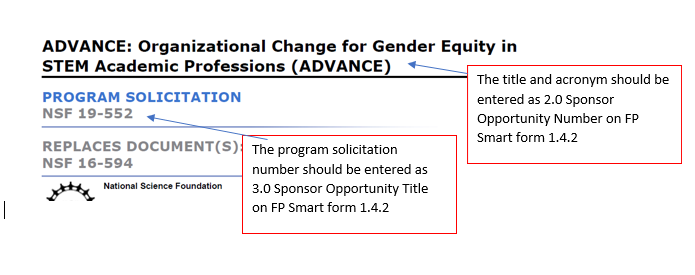 ADVANCE: Organizational Change for Gender Equity in
STEM Academic Professions (ADVANCE)
The title and acronym should be
entered as 2.0 Sponsor
Opportunity Number on FP
Smart form 1.4.2
PROGRAM SOLICITATION
NSF 19-552
The program solicitation
number should be entered as
3.0 Sponsor Opportunity Title
on FP Smart form 1.4.2
REPLACES DOCUMENT(S):
NSF 16-594
National Science Foundation